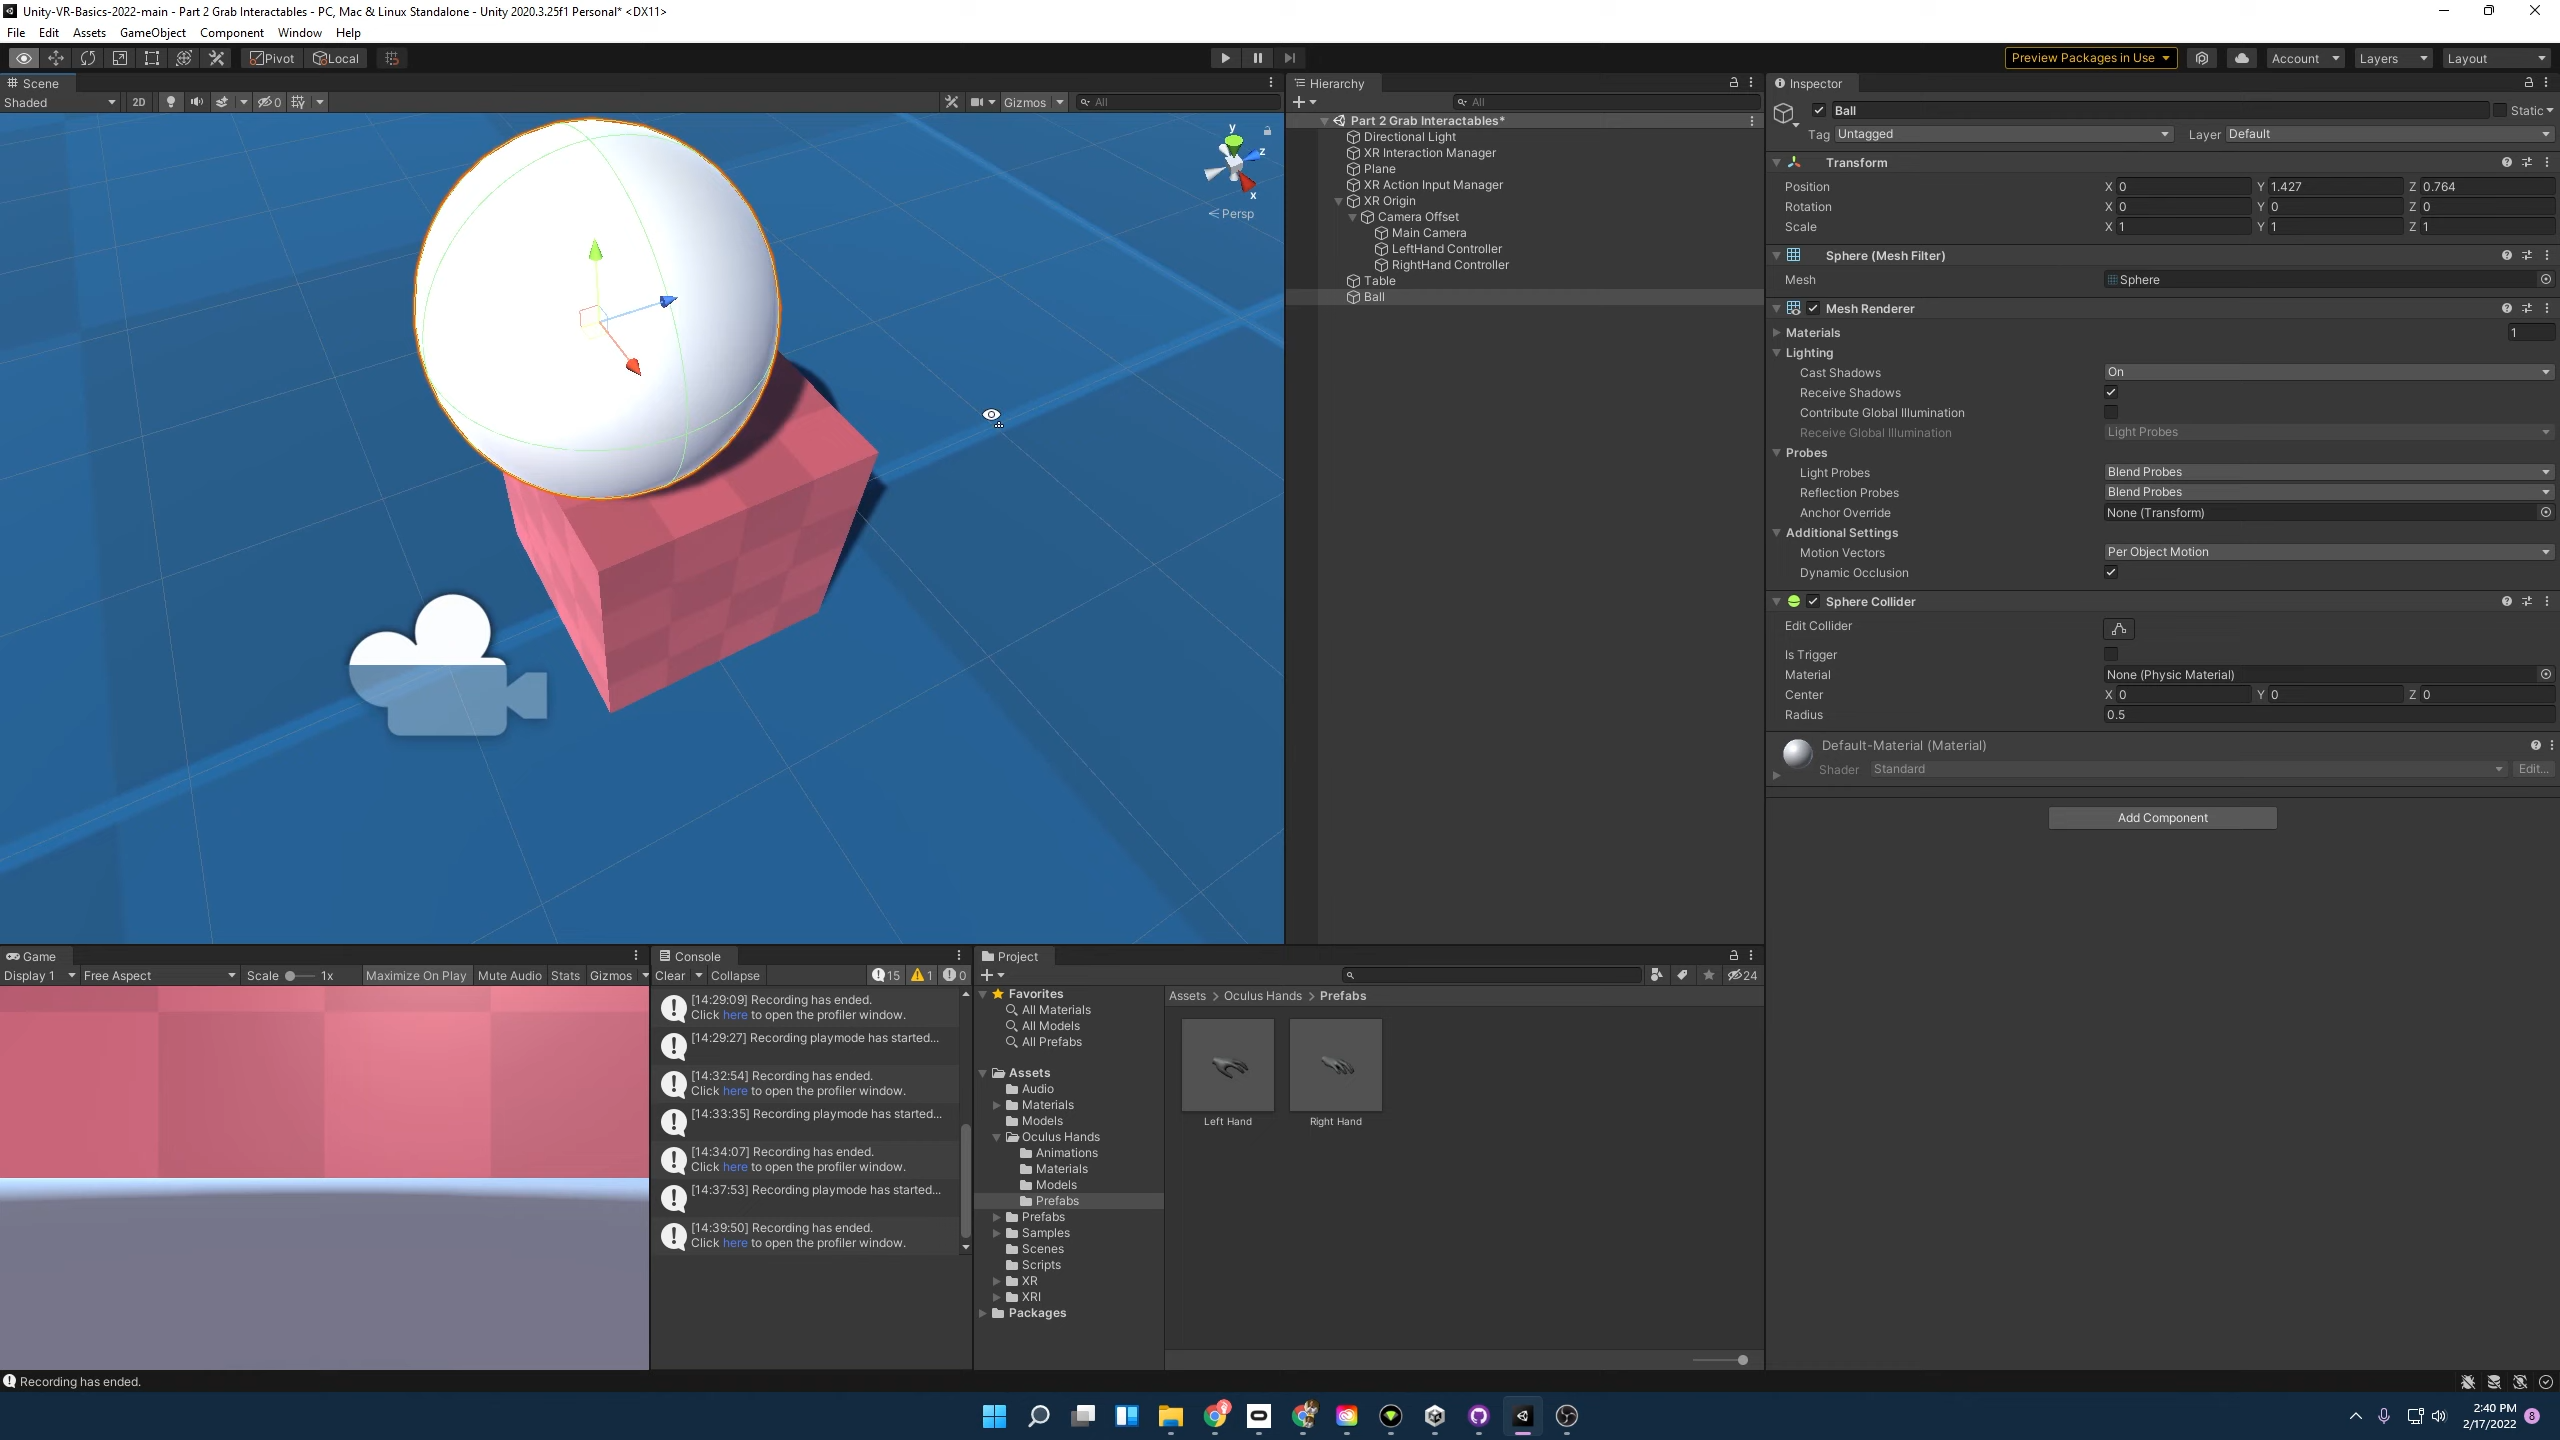 Unity-VR-Basics-2022-main - Part 2 Grab Interactables - PC, Mac & Linux Standalone - Unity 2020.3.25f1 Personal* <DX11>
File Edit Assets GameObject Component Window Help
Pivot Local
Preview Packages in Use Account Layers Layout
Scene
Shaded 2D 0 Gizmos All
y
z
x
Persp
Hierarchy
All
Part 2 Grab Interactables*
Directional Light
XR Interaction Manager
Plane
XR Action Input Manager
XR Origin
Camera Offset
Main Camera
LeftHand Controller
RightHand Controller
Table
Ball
Inspector
Ball Static
Tag Untagged Layer Default
Transform
Position X 0 Y 1.427 Z 0.764
Rotation X 0 Y 0 Z 0
Scale X 1 Y 1 Z 1
Sphere (Mesh Filter)
Mesh Sphere
Mesh Renderer
Materials 1
Lighting
Cast Shadows On
Receive Shadows
Contribute Global Illumination
Receive Global Illumination Light Probes
Probes
Light Probes Blend Probes
Reflection Probes Blend Probes
Anchor Override None (Transform)
Additional Settings
Motion Vectors Per Object Motion
Dynamic Occlusion
Sphere Collider
Edit Collider
Is Trigger
Material None (Physic Material)
Center X 0 Y 0 Z 0
Radius 0.5
Default-Material (Material)
Shader Standard Edit...
Add Component
Game
Display 1 Free Aspect Scale 1x Maximize On Play Mute Audio Stats Gizmos
Console
Clear Collapse 15 1 0
[14:29:09] Recording has ended.
Click here to open the profiler window.
[14:29:27] Recording playmode has started...
[14:32:54] Recording has ended.
Click here to open the profiler window.
[14:33:35] Recording playmode has started...
[14:34:07] Recording has ended.
Click here to open the profiler window.
[14:37:53] Recording playmode has started...
[14:39:50] Recording has ended.
Click here to open the profiler window.
Project
24
Favorites
All Materials
All Models
All Prefabs
Assets
Audio
Materials
Models
Oculus Hands
Animations
Materials
Models
Prefabs
Prefabs
Samples
Scenes
Scripts
XR
XRI
Packages
Assets > Oculus Hands > Prefabs
Left Hand Right Hand
Recording has ended.
2:40 PM
2/17/2022
8